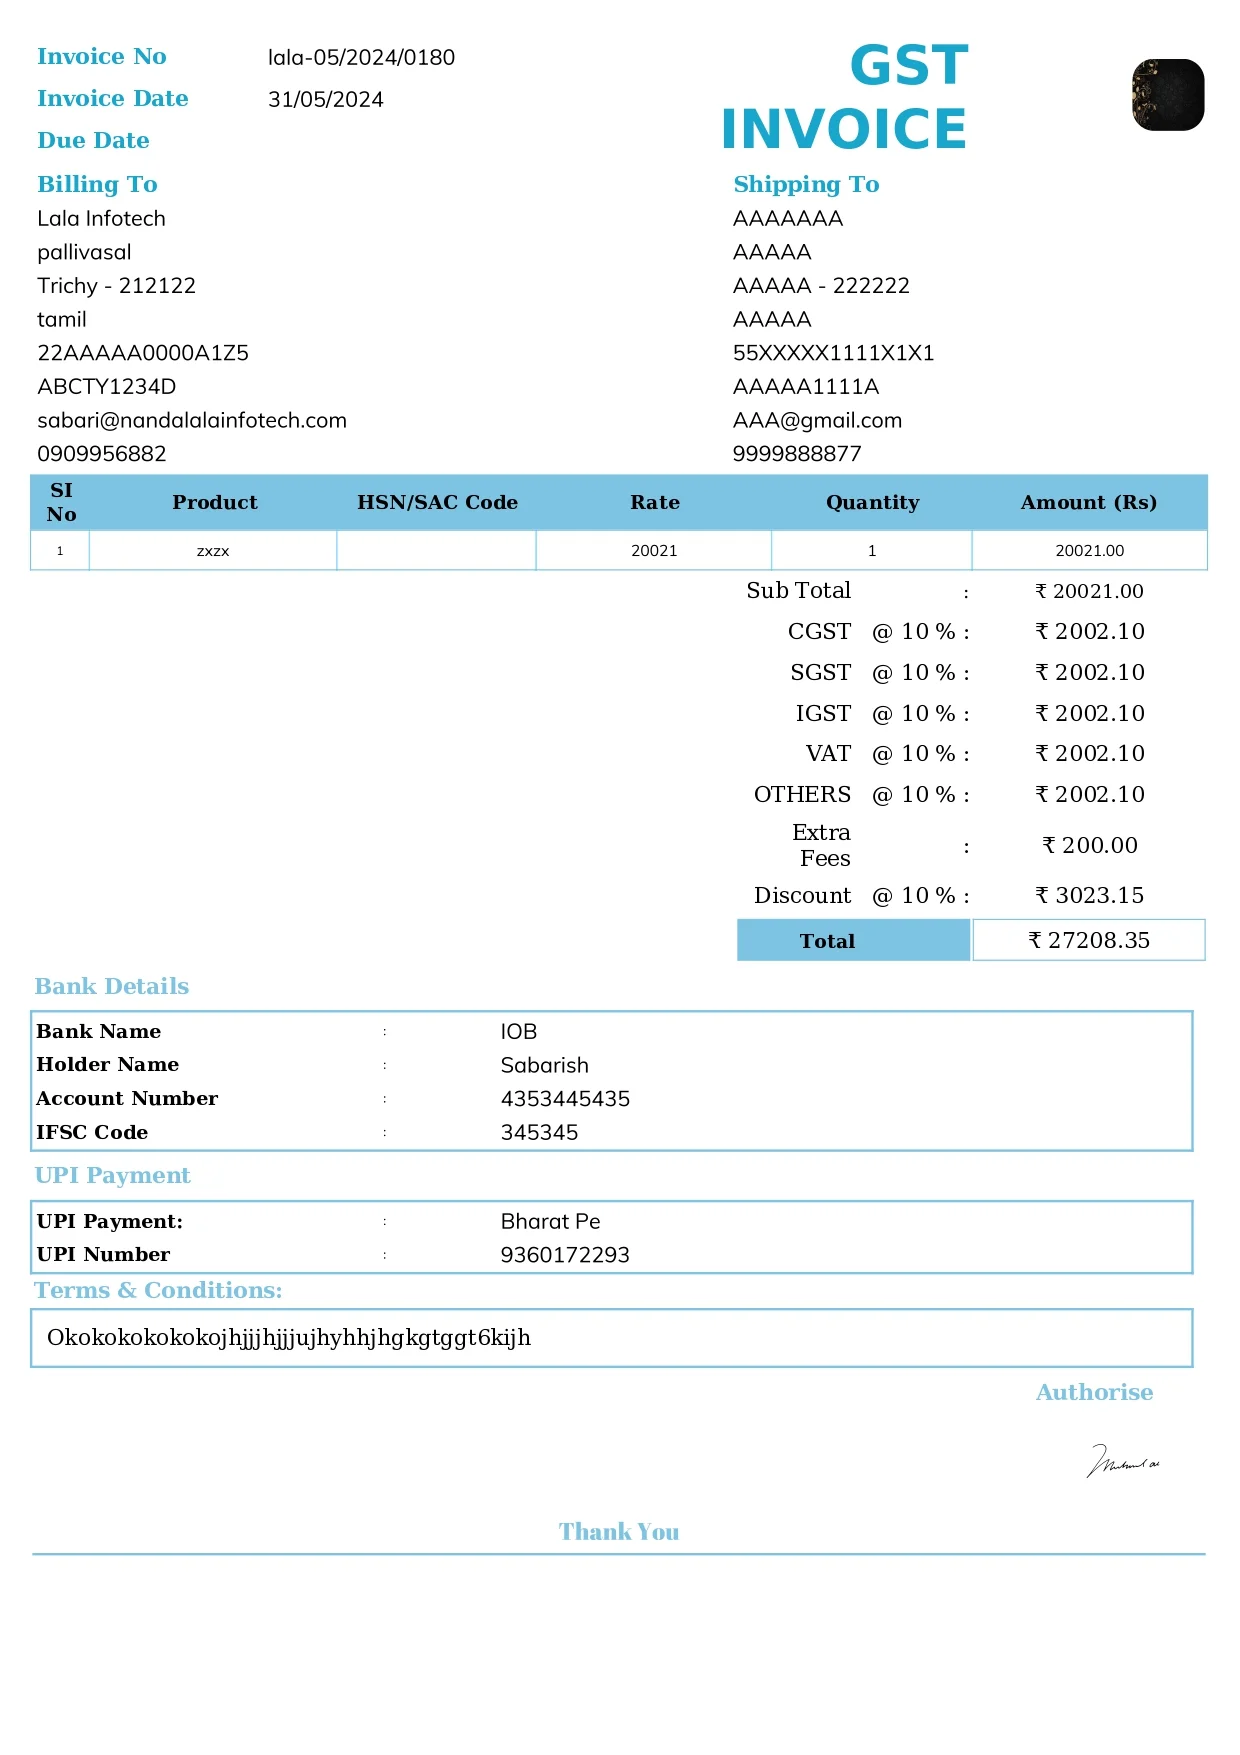 Invoice No lala-05/2024/0180
Invoice Date 31/05/2024
Due Date
GST
INVOICE
Billing To
Lala Infotech
pallivasal
Trichy - 212122
tamil
22AAAAA0000A1Z5
ABCTY1234D
sabari@nandalalainfotech.com
0909956882
Shipping To
AAAAAAA
AAAAA
AAAAA - 222222
AAAAA
55XXXXX1111X1X1
AAAAA1111A
AAA@gmail.com
9999888877
SI No Product HSN/SAC Code Rate Quantity Amount (Rs)
1 zxzx 20021 1 20021.00
Sub Total : ₹ 20021.00
CGST @ 10 % : ₹ 2002.10
SGST @ 10 % : ₹ 2002.10
IGST @ 10 % : ₹ 2002.10
VAT @ 10 % : ₹ 2002.10
OTHERS @ 10 % : ₹ 2002.10
Extra Fees : ₹ 200.00
Discount @ 10 % : ₹ 3023.15
Total ₹ 27208.35
Bank Details
Bank Name : IOB
Holder Name : Sabarish
Account Number : 4353445435
IFSC Code : 345345
UPI Payment
UPI Payment: : Bharat Pe
UPI Number : 9360172293
Terms & Conditions:
Okokokokokokojhjjjhjjjujhyhhjhgkgtggt6kijh
Authorise
Thank You